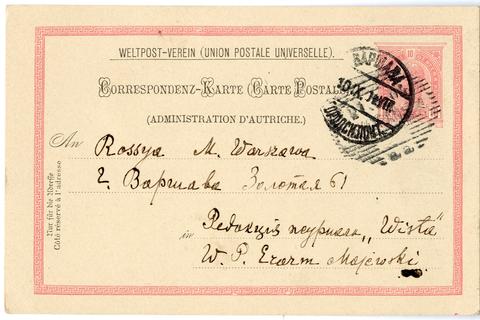 WELTPOST-VEREIN (UNION POSTALE UNIVERSELLE).
CORRESPONDENZ-KARTE (CARTE POSTALE)
(ADMINISTRATION D'AUTRICHE.)
10
ВАРШАВА
An Rossya M. Warszawa
г. Варшава Золотая 61
in Редакція журнала „Wisła"
W. P. Erazm Majewski
Nur für die Adresse
Côté réservé à l'adresse